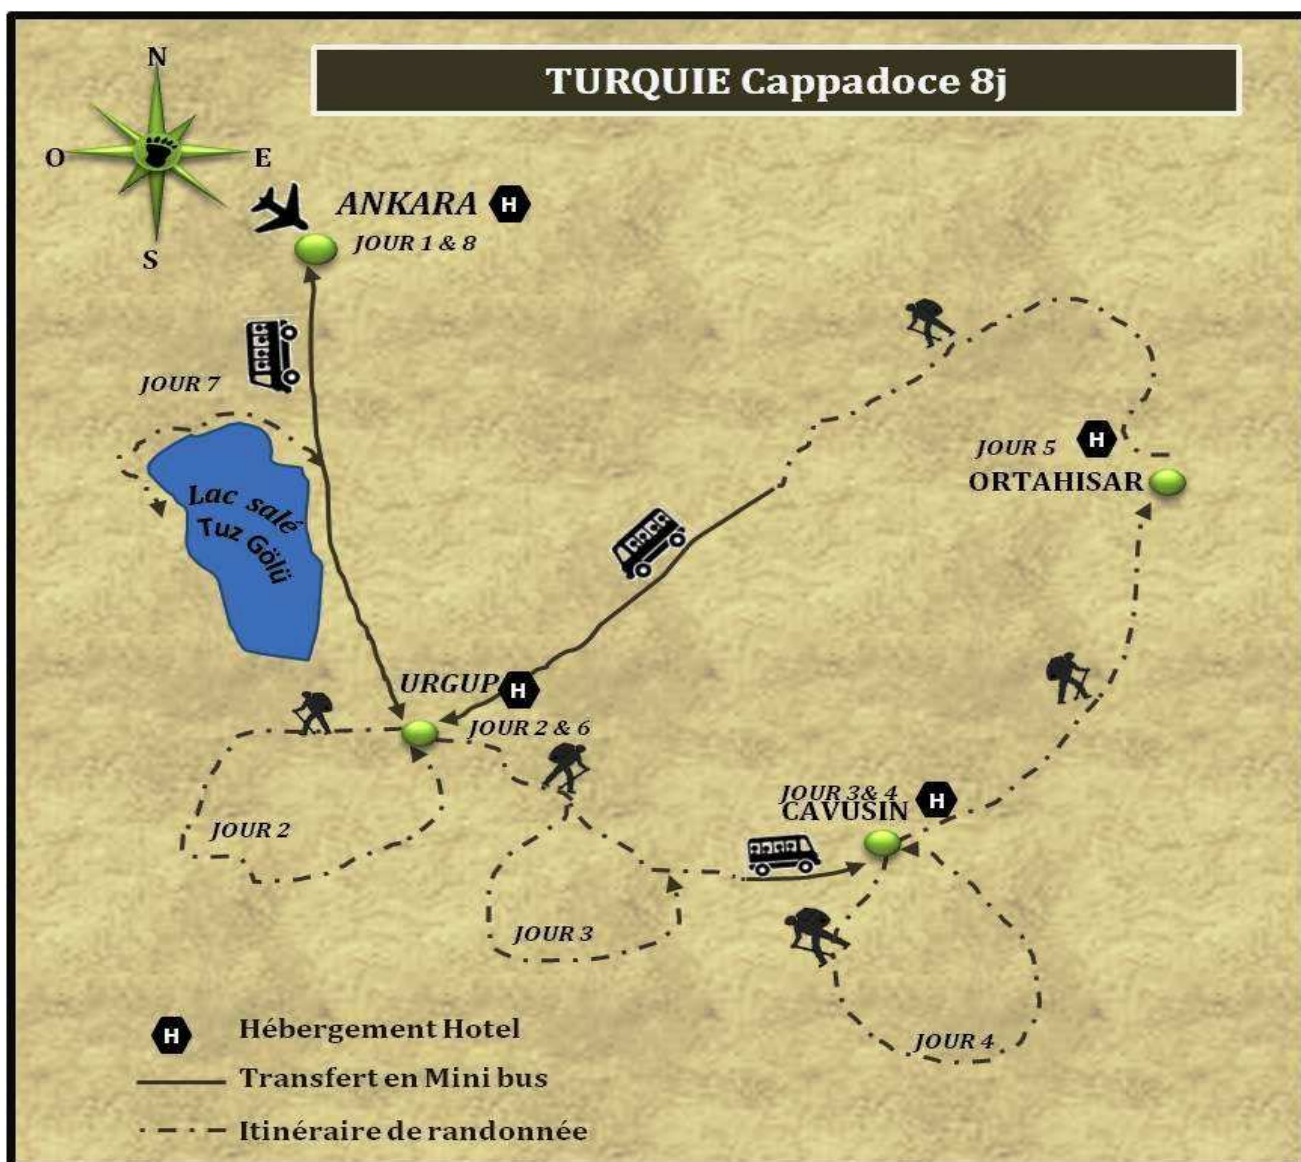 TURQUIE Cappadoce 8j
N
O
E
S
ANKARA H
JOUR 1 & 8
JOUR 7
Lac salé
Tuz Gölü
JOUR 5 H
ORTAHISAR
URGUP H
JOUR 2 & 6
JOUR 2
JOUR 3& 4 H
CAVUSIN
JOUR 3
JOUR 4
H Hébergement Hotel
Transfert en Mini bus
Itinéraire de randonnée